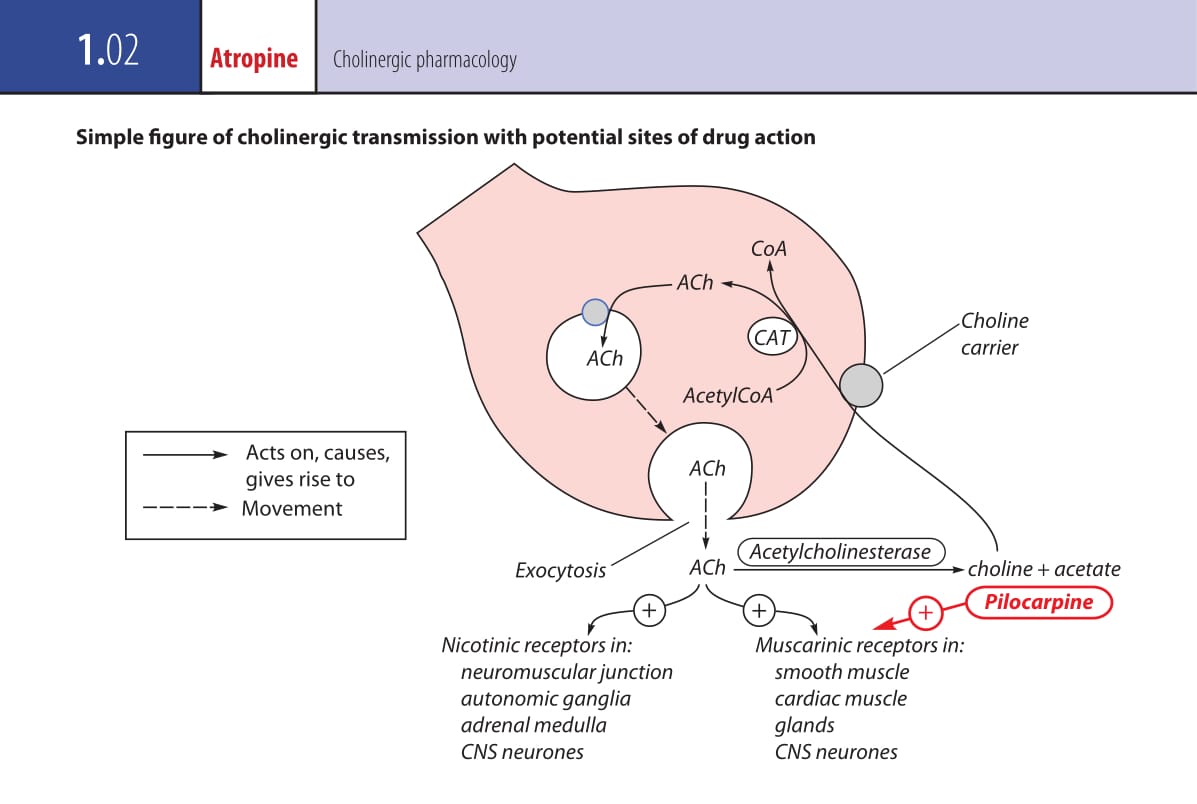 1.02
Atropine
Cholinergic pharmacology
Simple figure of cholinergic transmission with potential sites of drug action
CoA
ACh
CAT
ACh
AcetylCoA
Choline
carrier
ACh
Acts on, causes,
gives rise to
Movement
Exocytosis
ACh
Acetylcholinesterase
choline + acetate
Pilocarpine
+
+
+
Nicotinic receptors in:
neuromuscular junction
autonomic ganglia
adrenal medulla
CNS neurones
Muscarinic receptors in:
smooth muscle
cardiac muscle
glands
CNS neurones